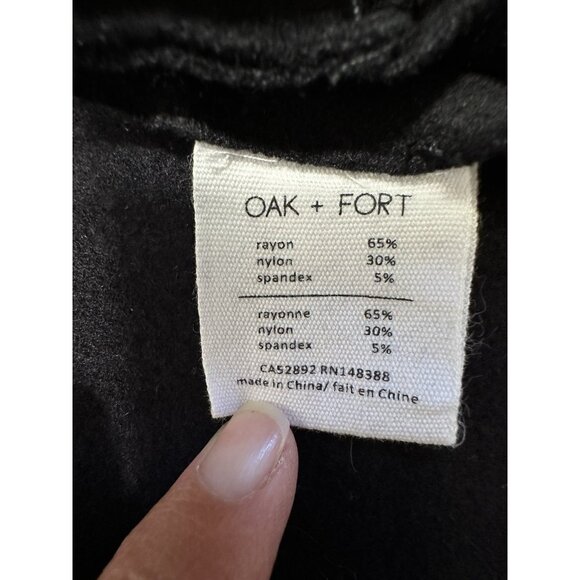 OAK + FORT
rayon 65%
nylon 30%
spandex 5%
rayonne 65%
nylon 30%
spandex 5%
CA52892 RN148388
made in China/ fait en Chine